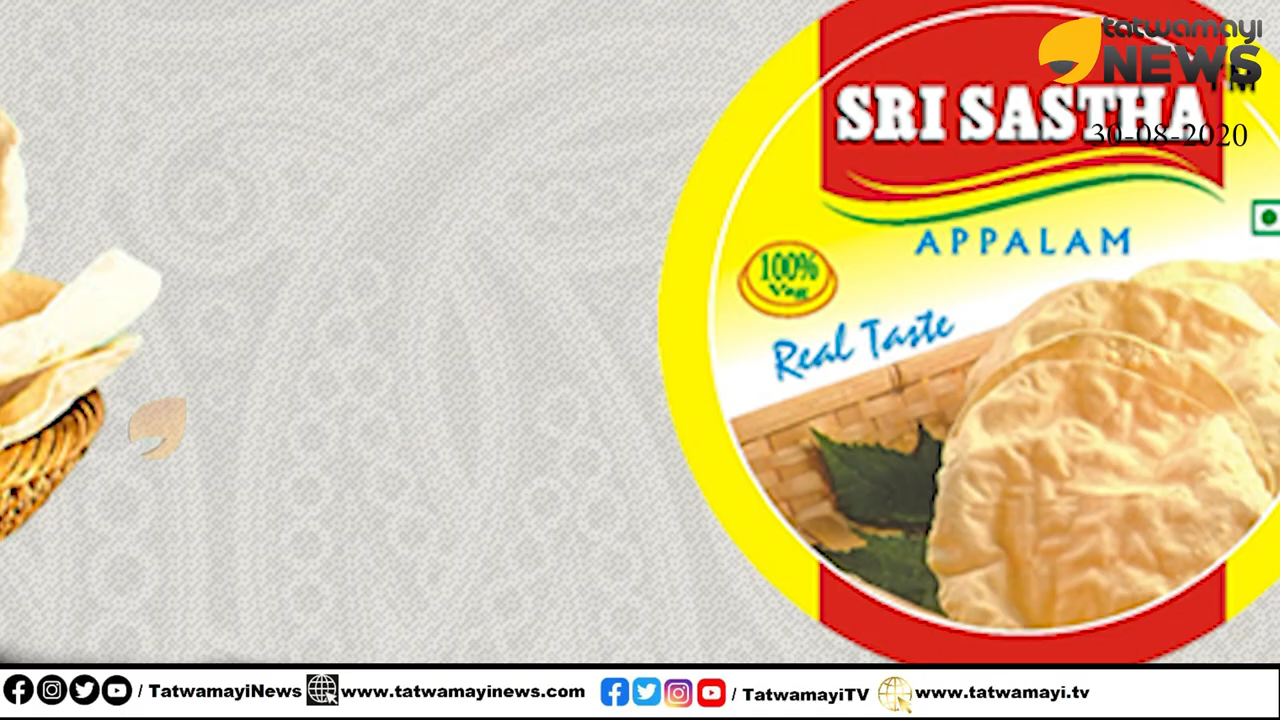 tatwamayi
NEWS
SRI SASTHA
30-08-2020
APPALAM
100%
Veg
Real Taste
/ TatwamayiNews www.tatwamayinews.com / TatwamayiTV www.tatwamayi.tv